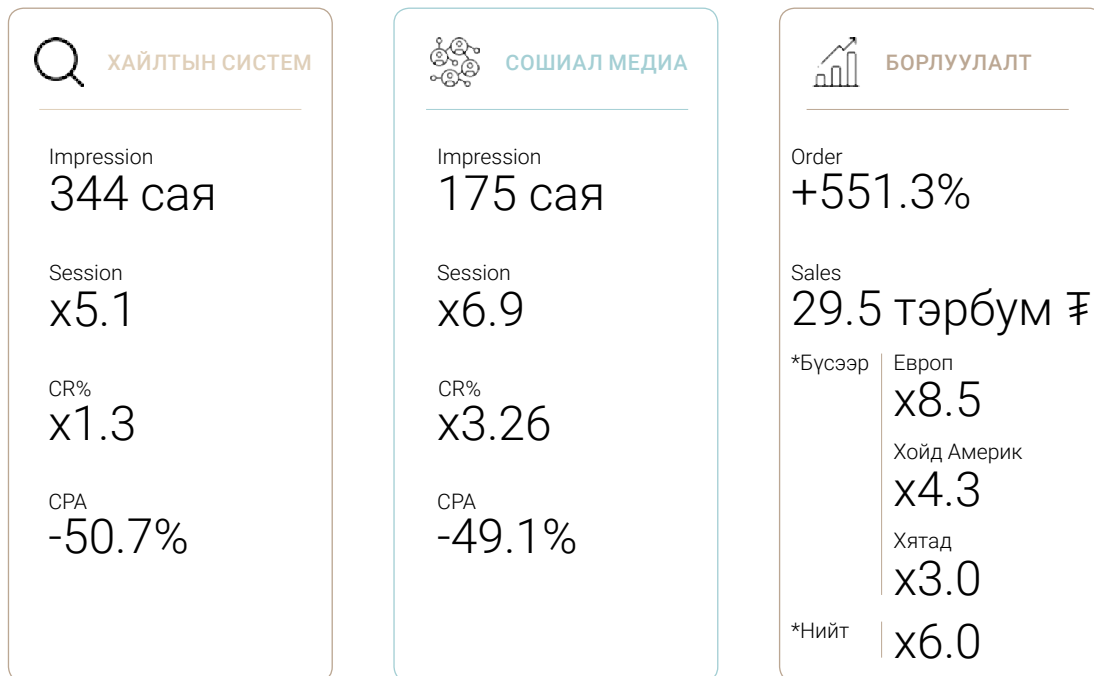 ХАЙЛТЫН СИСТЕМ
Impression
344 сая
Session
x5.1
CR%
x1.3
CPA
-50.7%
СОШИАЛ МЕДИА
Impression
175 сая
Session
x6.9
CR%
x3.26
CPA
-49.1%
БОРЛУУЛАЛТ
Order
+551.3%
Sales
29.5 тэрбум ₮
*Бүсээр
Европ
x8.5
Хойд Америк
x4.3
Хятад
x3.0
*Нийт
x6.0